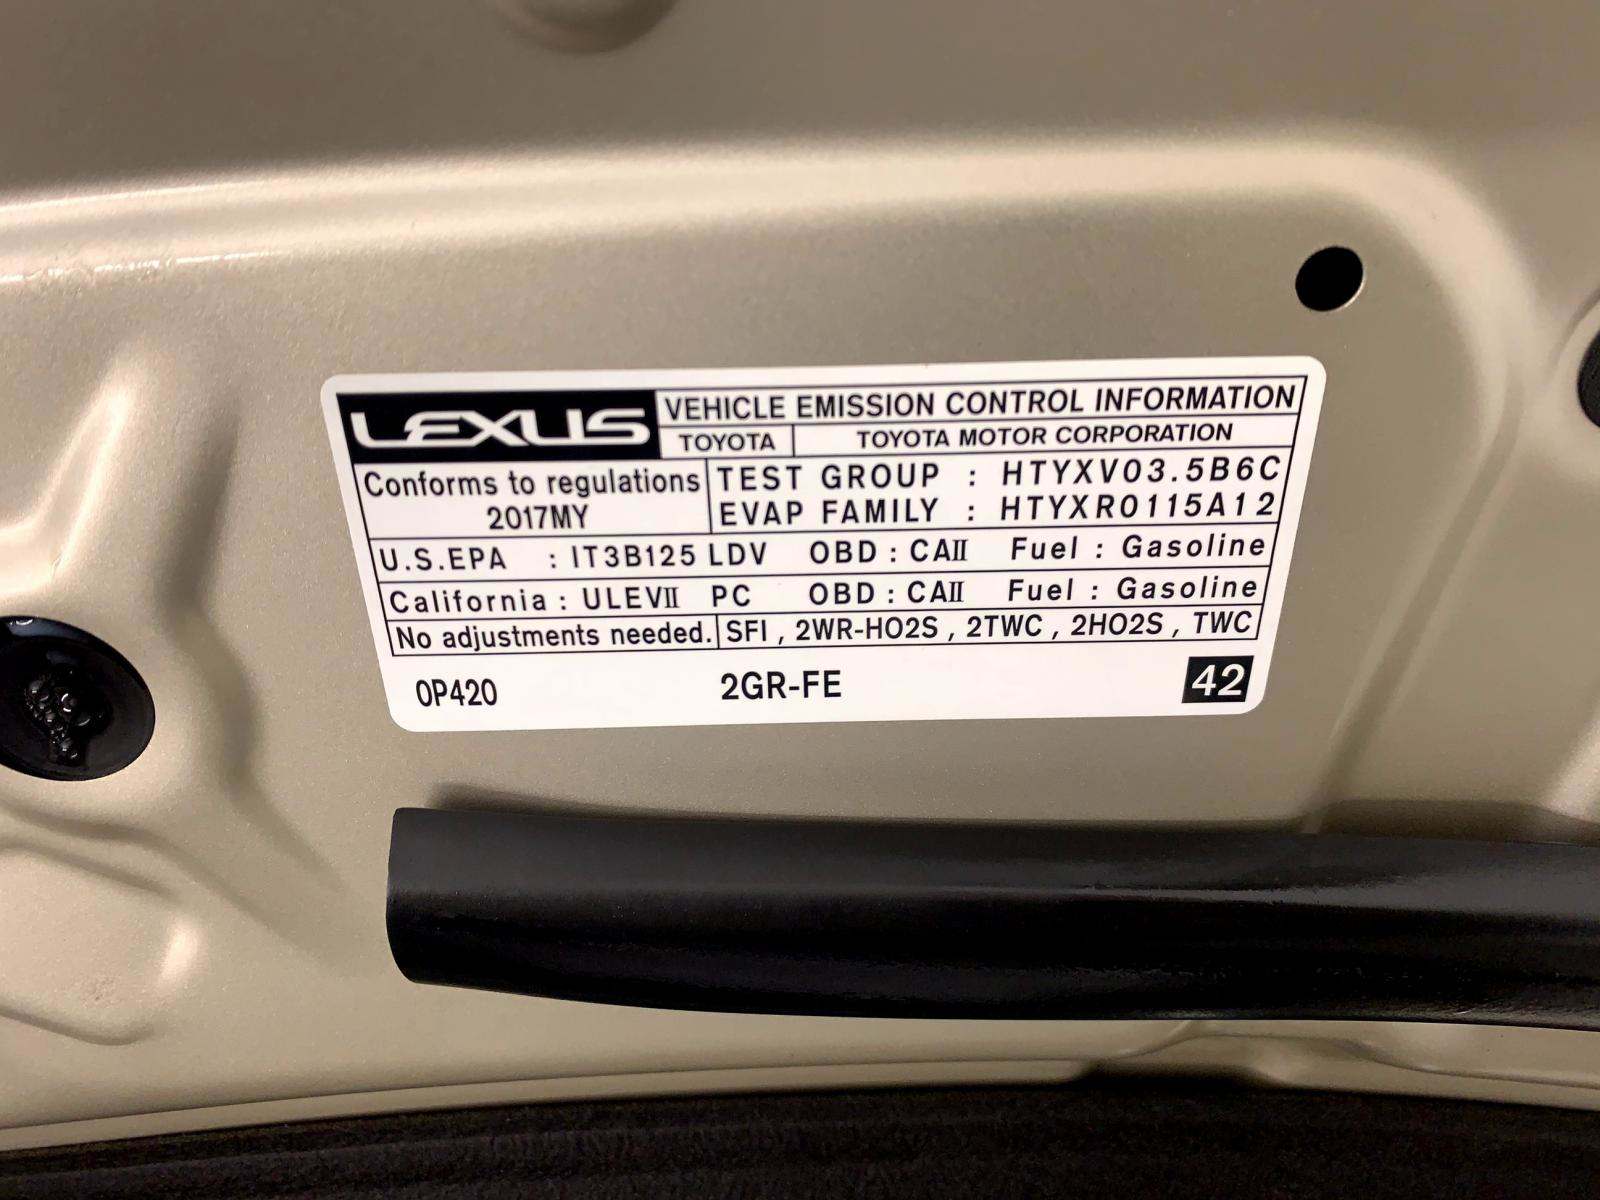 LEXUS VEHICLE EMISSION CONTROL INFORMATION
TOYOTA TOYOTA MOTOR CORPORATION
Conforms to regulations TEST GROUP : HTYXV03.5B6C
2017MY EVAP FAMILY : HTYXR0115A12
U.S.EPA : IT3B125 LDV OBD : CAII Fuel : Gasoline
California : ULEVII PC OBD : CAII Fuel : Gasoline
No adjustments needed. SFI , 2WR-HO2S , 2TWC , 2HO2S , TWC
0P420 2GR-FE 42